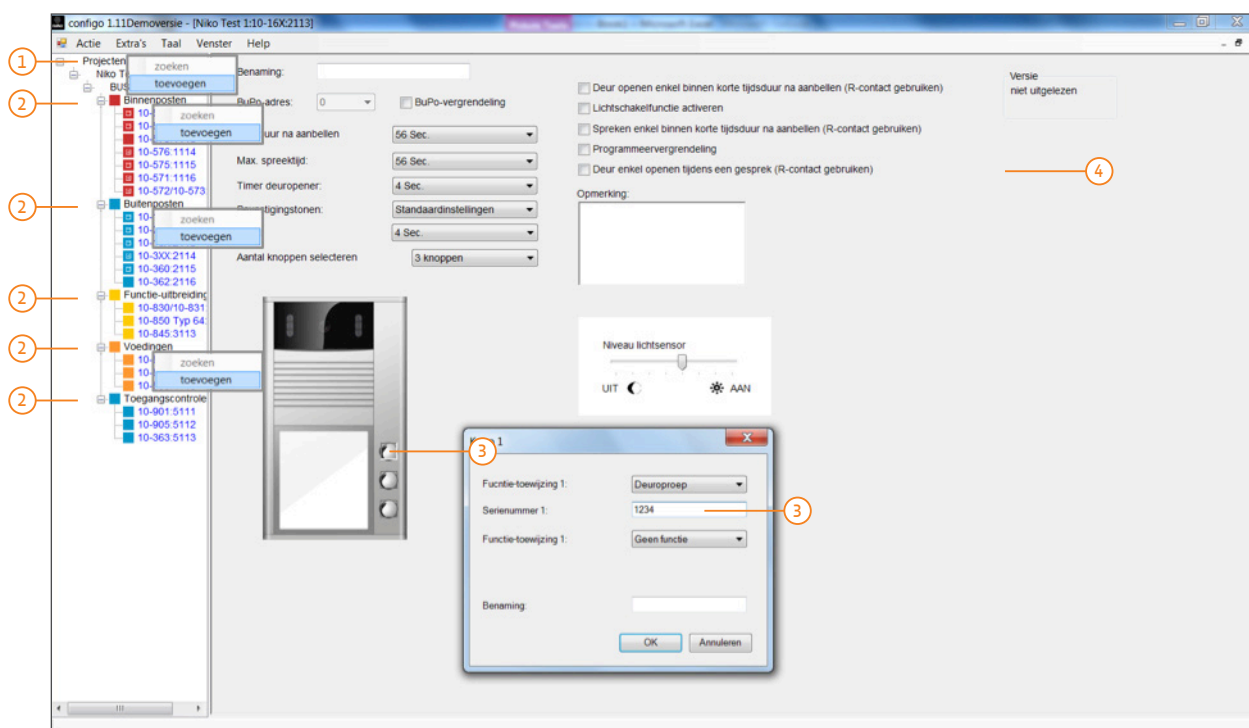 configo 1.11Demoversie - [Niko Test 1:10-16X:2113]
Actie Extra's Taal Venster Help
1
Projecten
zoeken
toevoegen
Niko
BUS
2
Binnenposten
zoeken
toevoegen
10-576:1114
10-575:1115
10-571:1116
10-572/10-573
2
Buitenposten
zoeken
toevoegen
10-3XX:2114
10-360:2115
10-362:2116
2
Functie-uitbreiding
10-830/10-831
10-850 Typ 64:
10-845:3113
2
Voedingen
zoeken
toevoegen
2
Toegangscontrole
10-901:5111
10-905:5112
10-363:5113
Benaming:
BuPo-adres: 0 BuPo-vergrendeling
uur na aanbellen 56 Sec.
Max. spreektijd: 56 Sec.
Timer deuropener: 4 Sec.
Standaardinstellingen
4 Sec.
Aantal knoppen selecteren 3 knoppen
Deur openen enkel binnen korte tijdsduur na aanbellen (R-contact gebruiken)
Lichtschakelfunctie activeren
Spreken enkel binnen korte tijdsduur na aanbellen (R-contact gebruiken)
Programmeervergrendeling
Deur enkel openen tijdens een gesprek (R-contact gebruiken)
4
Opmerking:
Versie
niet uitgelezen
Niveau lichtsensor
UIT AAN
3
1
Fucntie-toewijzing 1: Deuroproep
Serienummer 1: 1234
3
Functie-toewijzing 1: Geen functie
Benaming:
OK Annuleren